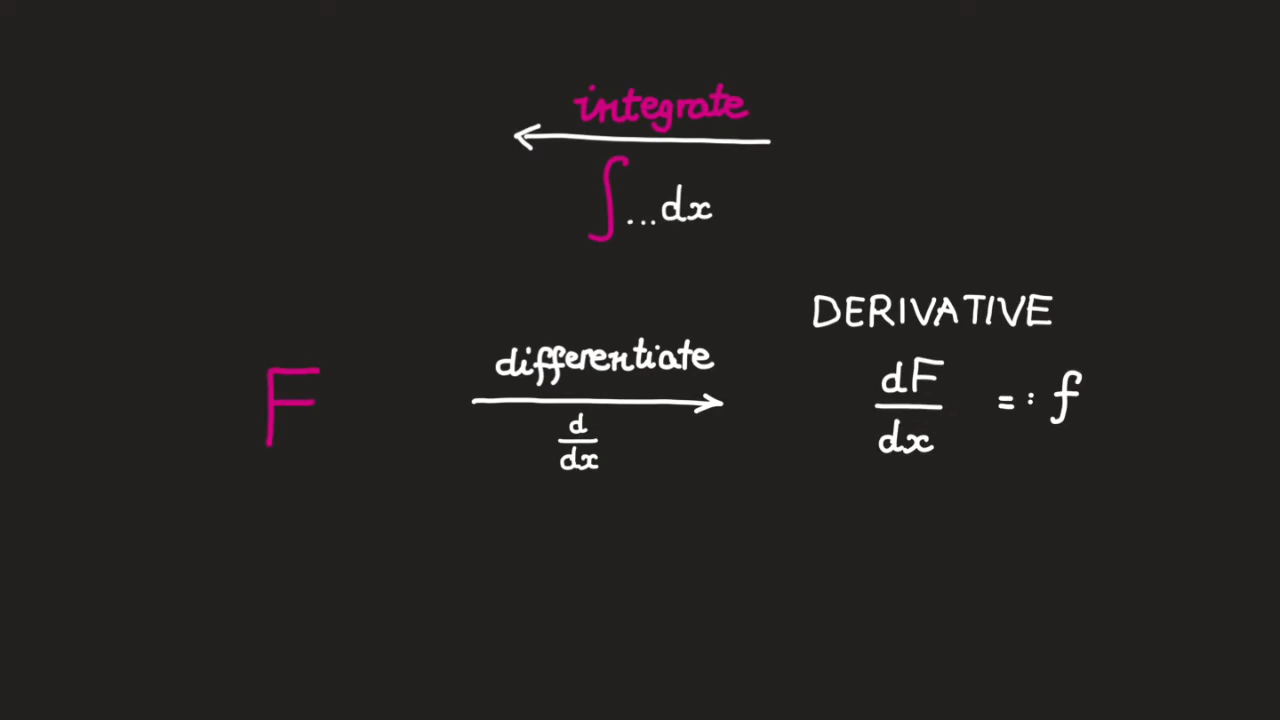 integrate
∫...dx
DERIVATIVE
differentiate
F d/dx dF/dx =: f